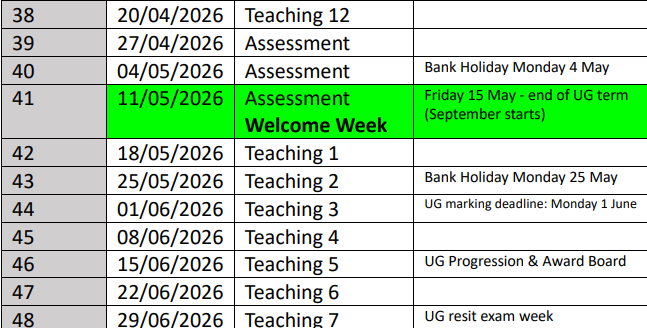 38 20/04/2026 Teaching 12
39 27/04/2026 Assessment
40 04/05/2026 Assessment Bank Holiday Monday 4 May
41 11/05/2026 Assessment Friday 15 May - end of UG term
Welcome Week (September starts)
42 18/05/2026 Teaching 1
43 25/05/2026 Teaching 2 Bank Holiday Monday 25 May
44 01/06/2026 Teaching 3 UG marking deadline: Monday 1 June
45 08/06/2026 Teaching 4
46 15/06/2026 Teaching 5 UG Progression & Award Board
47 22/06/2026 Teaching 6
48 29/06/2026 Teaching 7 UG resit exam week